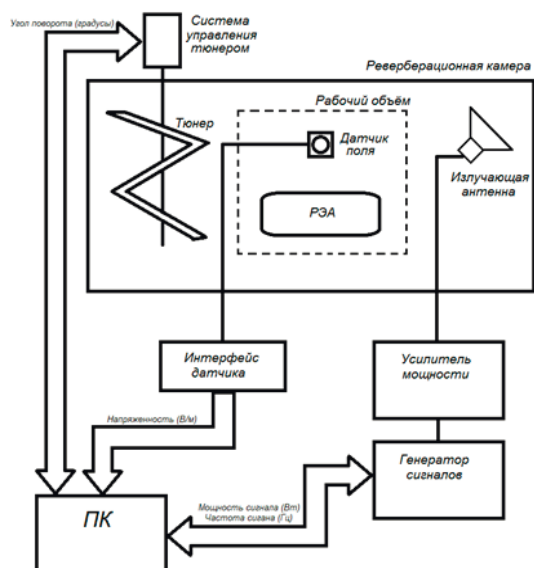 Угол поворота (градусы)
Система
управления
тюнером
Реверберационная камера
Рабочий объём
Тюнер
Датчик
поля
Излучающая
антенна
РЭА
Интерфейс
датчика
Усилитель
мощности
Напряженность (В/м)
Генератор
сигналов
ПК
Мощность сигнала (Вт)
Частота сигана (Гц)